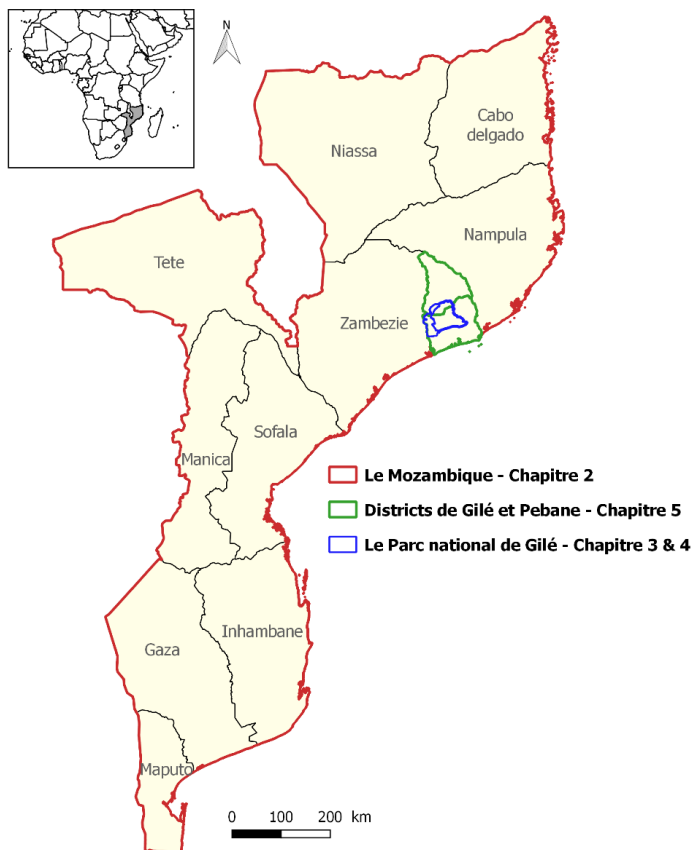 N
Cabo
delgado
Niassa
Nampula
Tete
Zambezie
Sofala
Manica
Le Mozambique - Chapitre 2
Districts de Gilé et Pebane - Chapitre 5
Le Parc national de Gilé - Chapitre 3 & 4
Inhambane
Gaza
Maputo
0 100 200 km